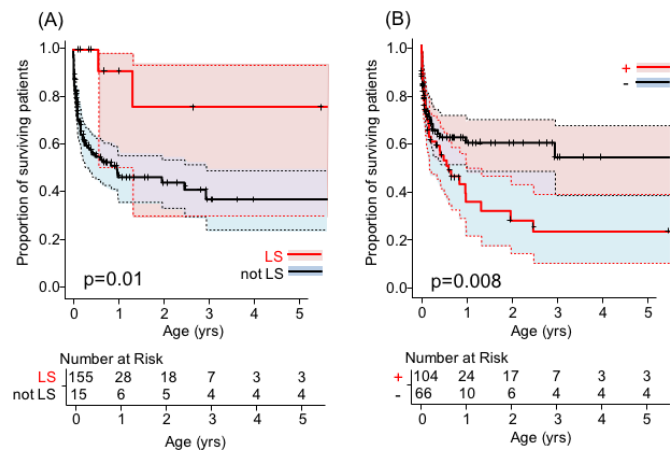 (A)
(B)
Proportion of surviving patients
1.0
0.8
0.6
0.4
0.2
0.0
LS
not LS
p=0.01
0 1 2 3 4 5
Age (yrs)
Proportion of surviving patients
1.0
0.8
0.6
0.4
0.2
0.0
+
-
p=0.008
0 1 2 3 4 5
Age (yrs)
Number at Risk
LS 155 28 18 7 3 3
not LS 15 6 5 4 4 4
0 1 2 3 4 5
Age (yrs)
Number at Risk
+ 104 24 17 7 3 3
- 66 10 6 4 4 4
0 1 2 3 4 5
Age (yrs)